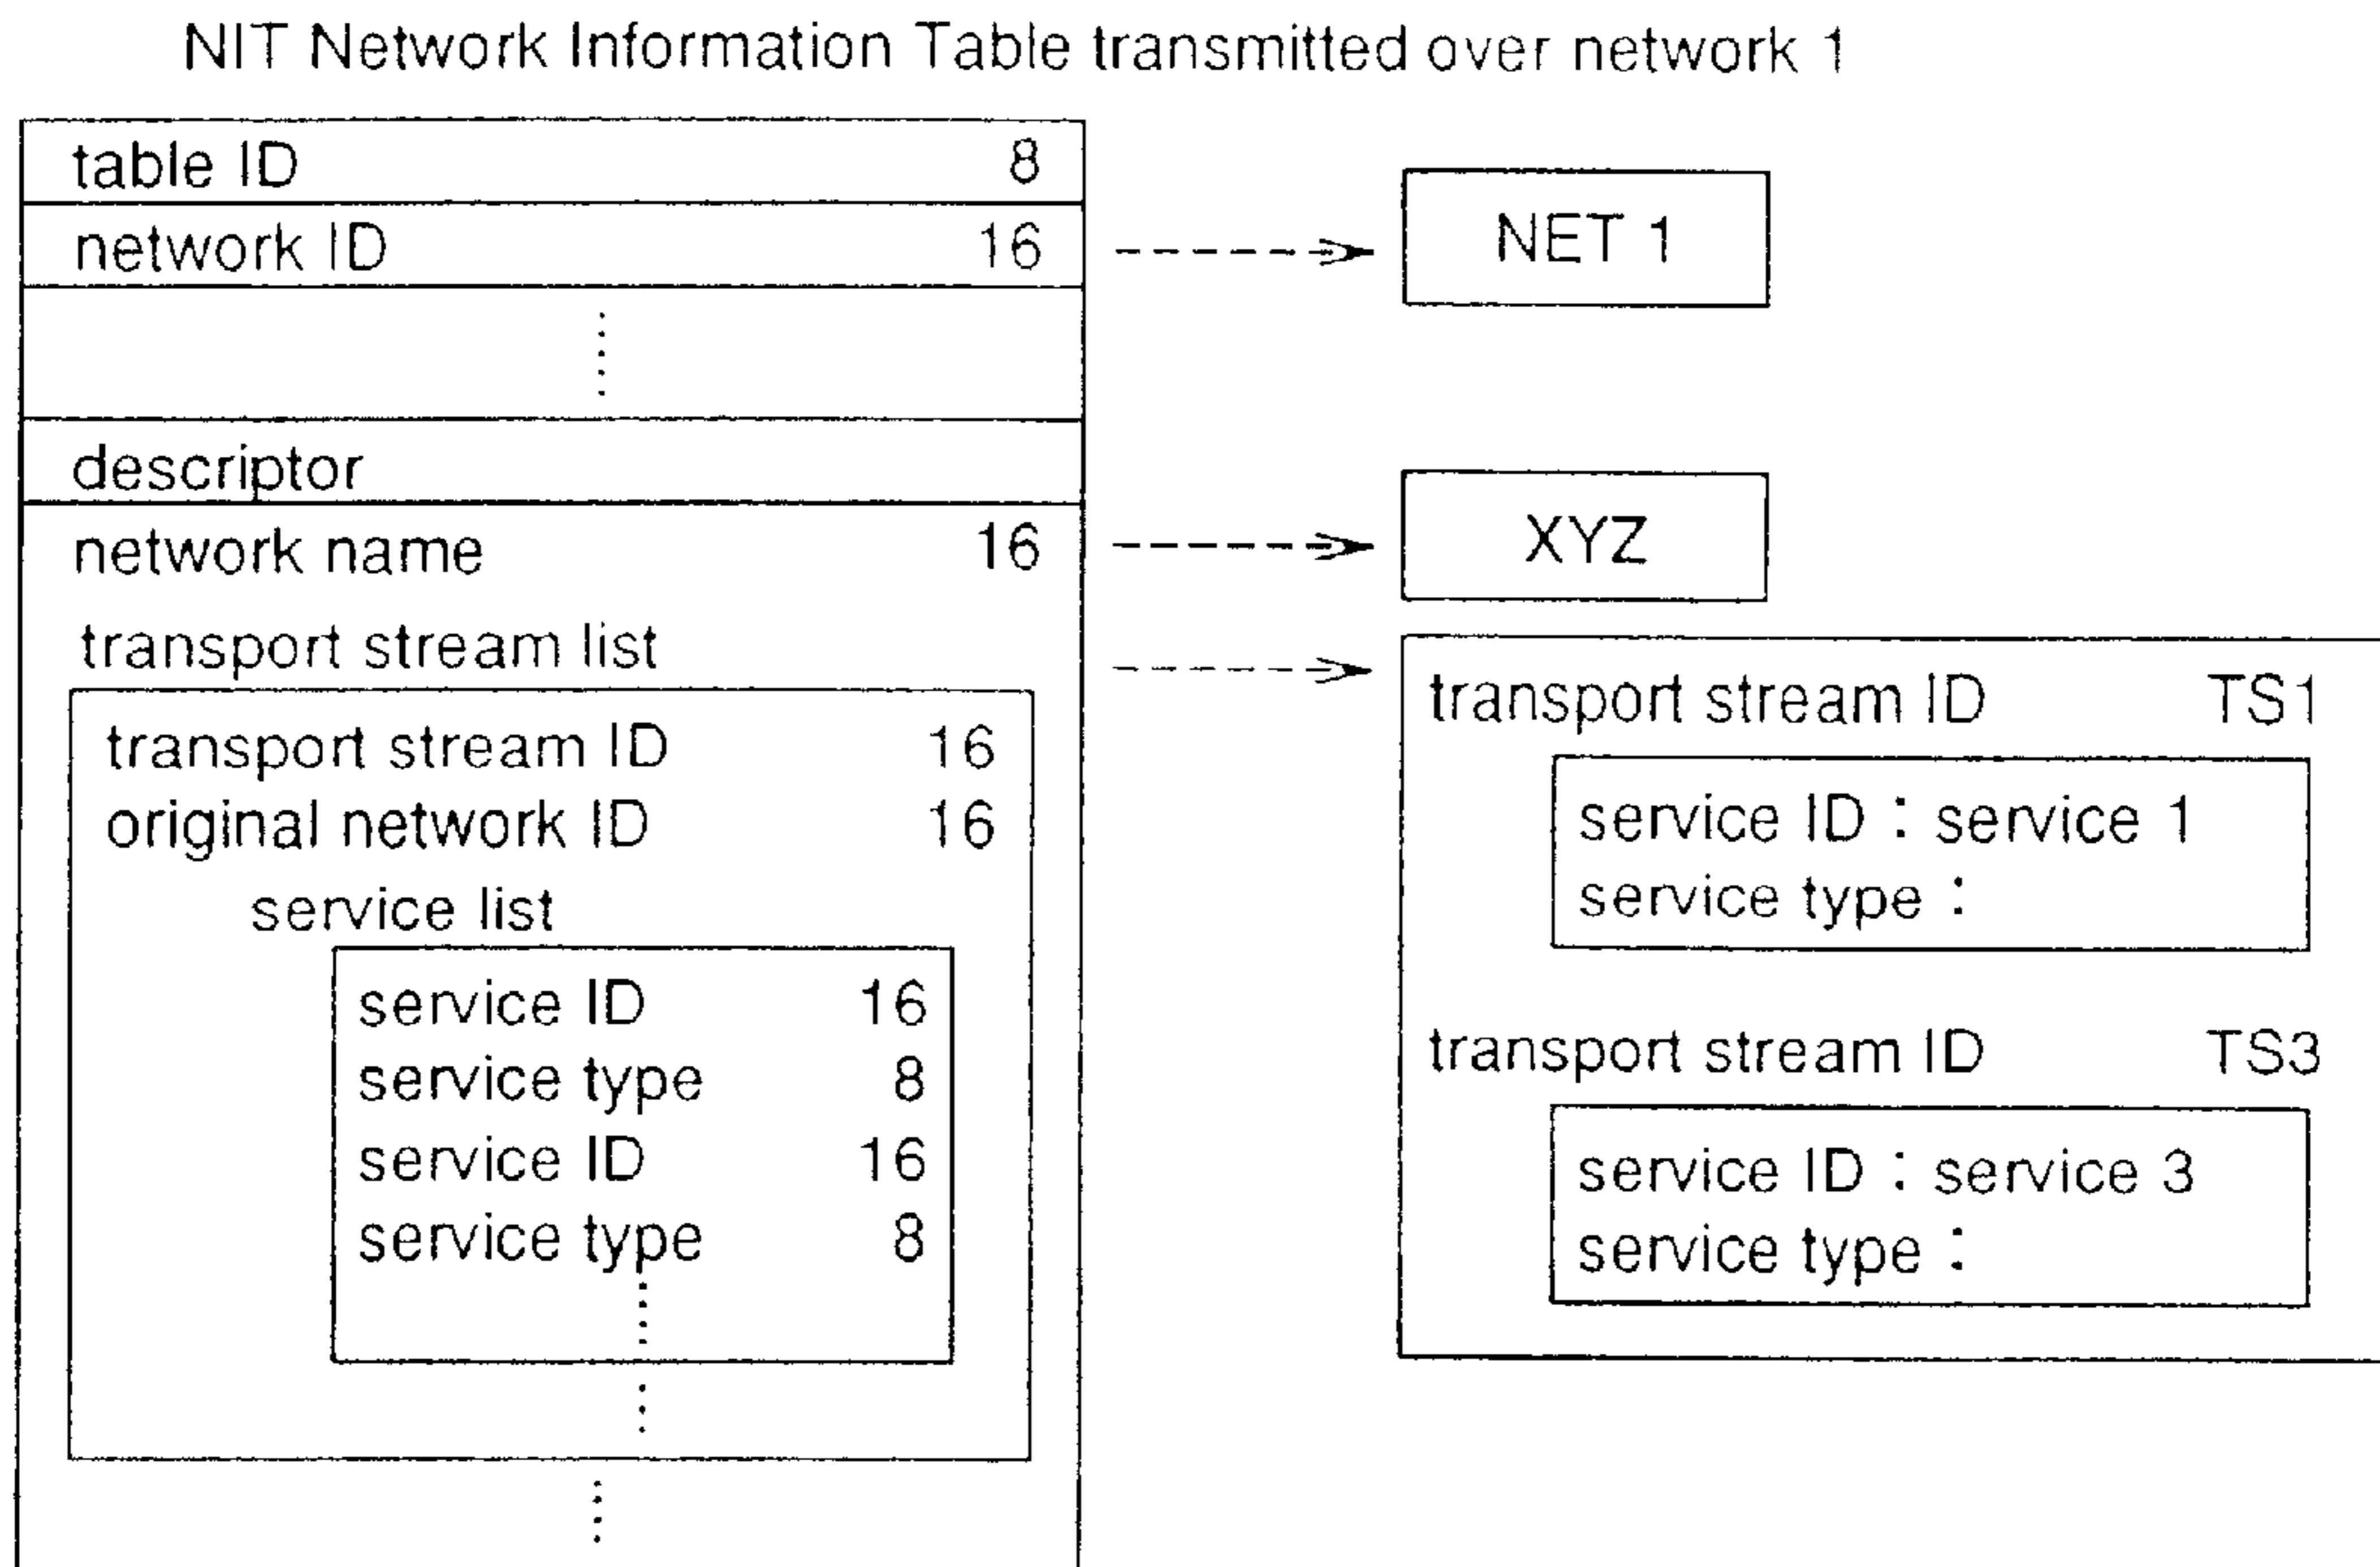 NIT Network Information Table transmitted over network 1
table ID 8
network ID 16
NET 1
descriptor
network name 16
XYZ
transport stream list
transport stream ID 16
original network ID 16
service list
service ID 16
service type 8
service ID 16
service type 8
transport stream ID TS1
service ID : service 1
service type :
transport stream ID TS3
service ID : service 3
service type :